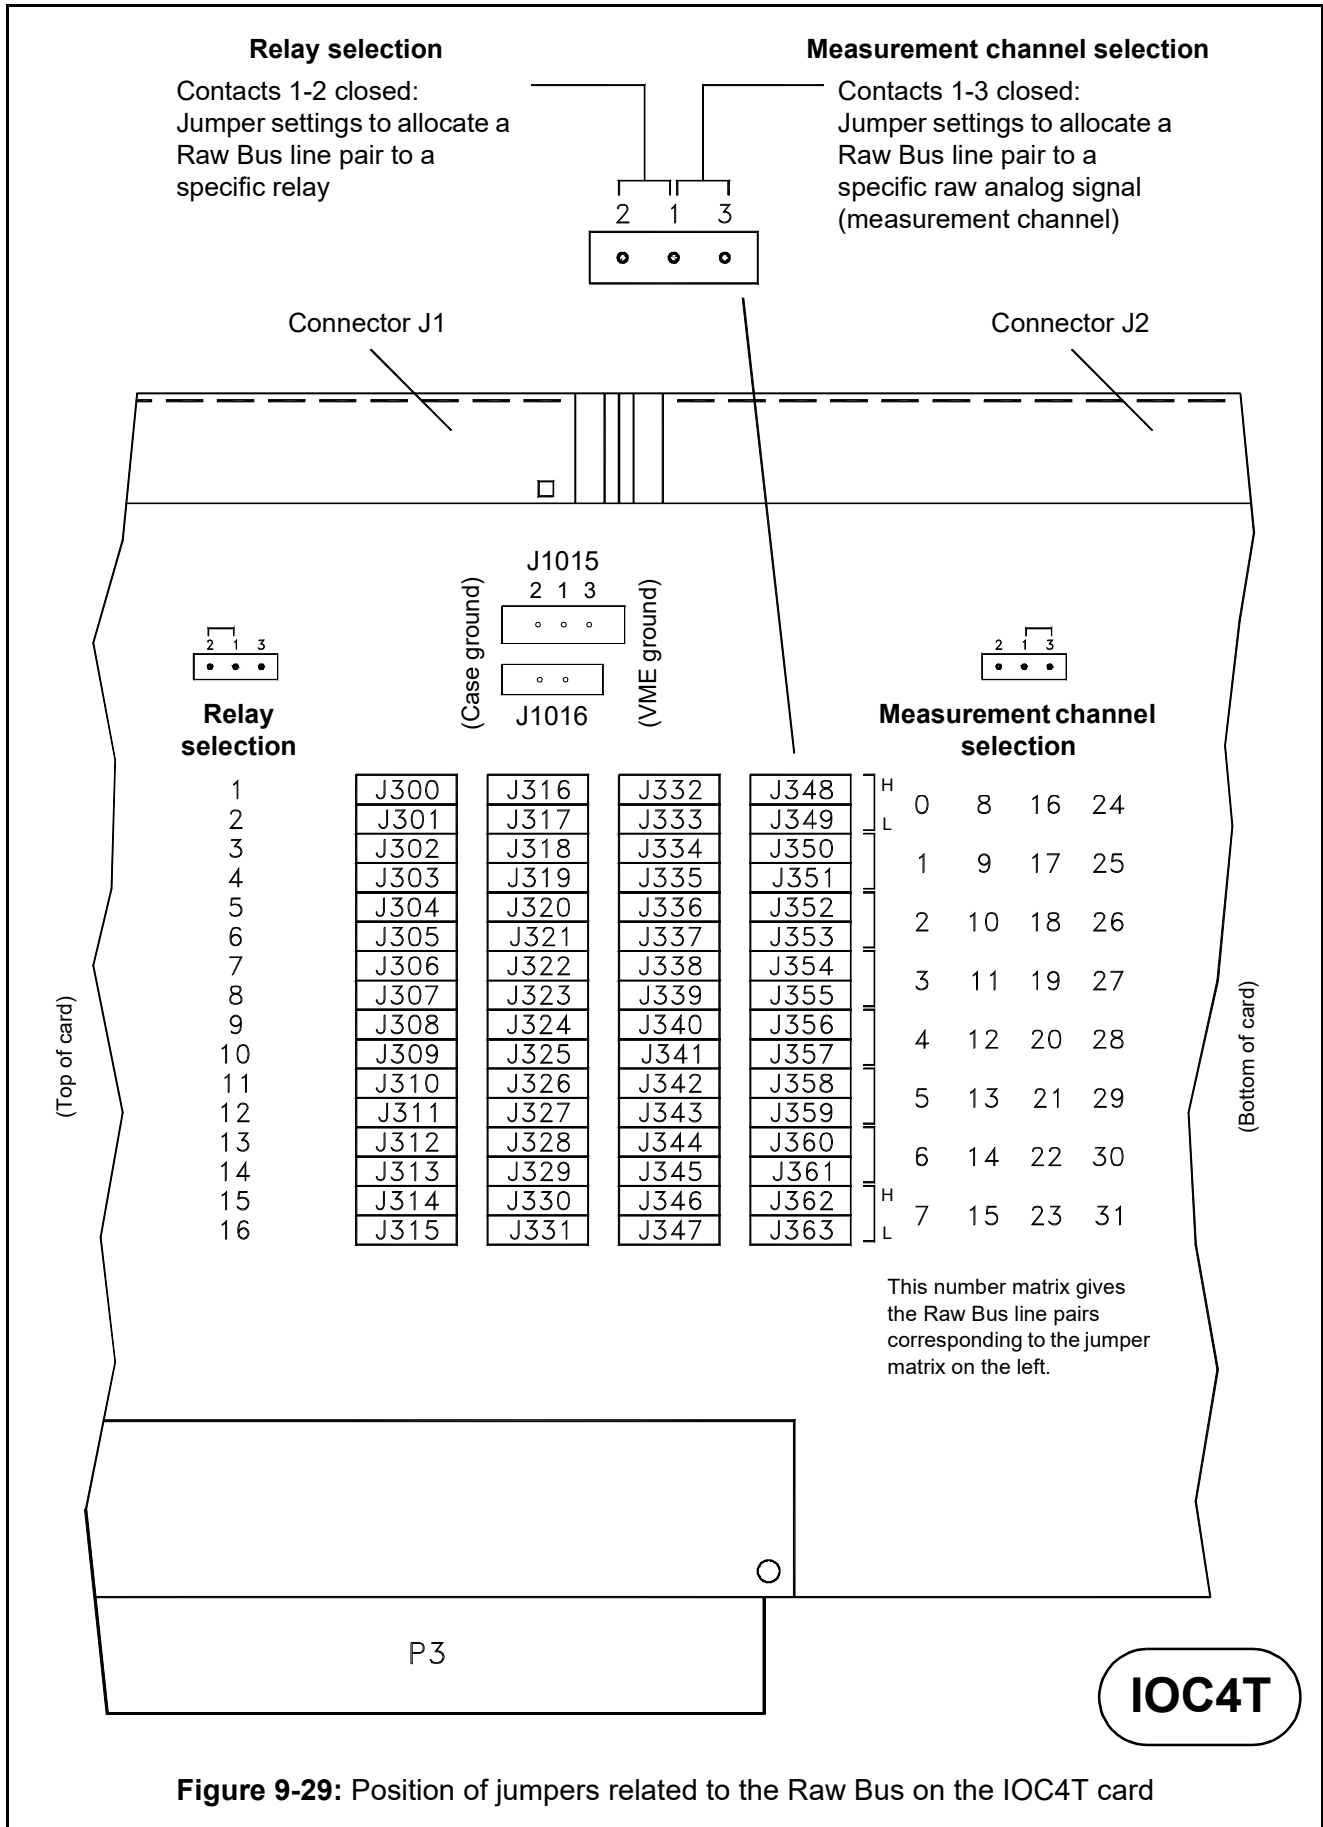 Relay selection
Contacts 1-2 closed:
Jumper settings to allocate a
Raw Bus line pair to a
specific relay
Measurement channel selection
Contacts 1-3 closed:
Jumper settings to allocate a
Raw Bus line pair to a
specific raw analog signal
(measurement channel)
2 1 3
Connector J1
Connector J2
J1015
2 1 3
(Case ground)
(VME ground)
J1016
2 1 3
Relay
selection
2 1 3
Measurement channel
selection
1 J300 J316 J332 J348 H
2 J301 J317 J333 J349 L
0 8 16 24
3 J302 J318 J334 J350
4 J303 J319 J335 J351
1 9 17 25
5 J304 J320 J336 J352
6 J305 J321 J337 J353
2 10 18 26
7 J306 J322 J338 J354
8 J307 J323 J339 J355
3 11 19 27
9 J308 J324 J340 J356
10 J309 J325 J341 J357
4 12 20 28
11 J310 J326 J342 J358
12 J311 J327 J343 J359
5 13 21 29
13 J312 J328 J344 J360
14 J313 J329 J345 J361
6 14 22 30
15 J314 J330 J346 J362 H
16 J315 J331 J347 J363 L
7 15 23 31
(Top of card)
(Bottom of card)
This number matrix gives
the Raw Bus line pairs
corresponding to the jumper
matrix on the left.
P3
IOC4T
Figure 9-29: Position of jumpers related to the Raw Bus on the IOC4T card